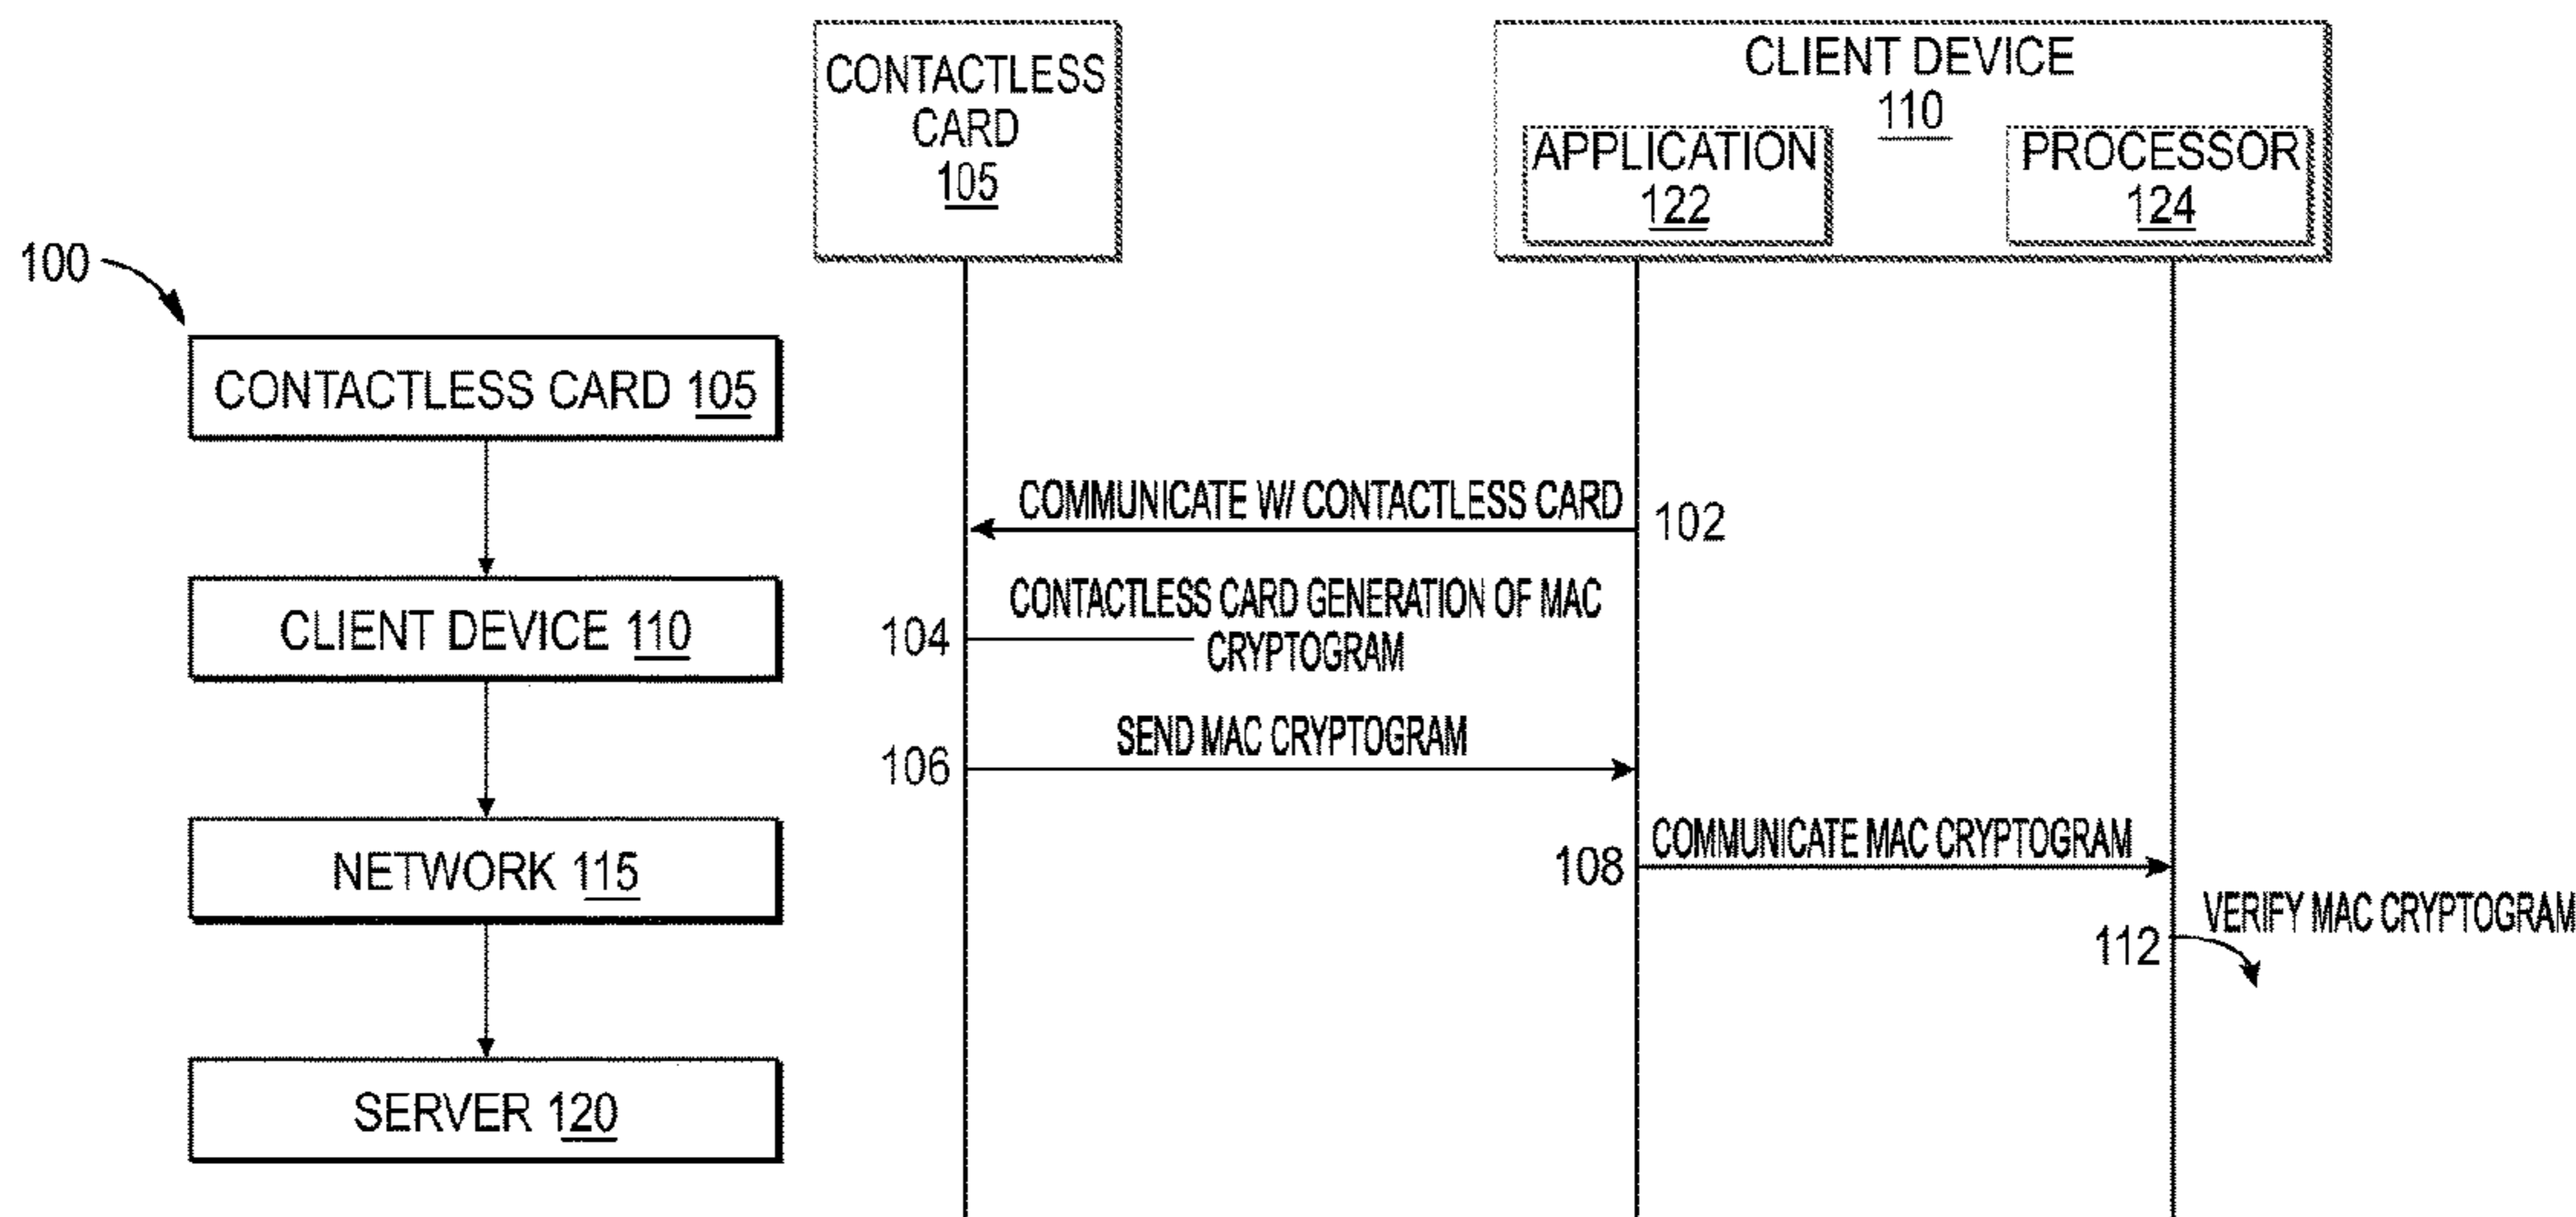 100
CONTACTLESS CARD 105
CLIENT DEVICE 110
NETWORK 115
SERVER 120
CONTACTLESS
CARD
105
CLIENT DEVICE
110
APPLICATION
122
PROCESSOR
124
COMMUNICATE W/ CONTACTLESS CARD
102
CONTACTLESS CARD GENERATION OF MAC
104
CRYPTOGRAM
SEND MAC CRYPTOGRAM
106
COMMUNICATE MAC CRYPTOGRAM
108
VERIFY MAC CRYPTOGRAM
112